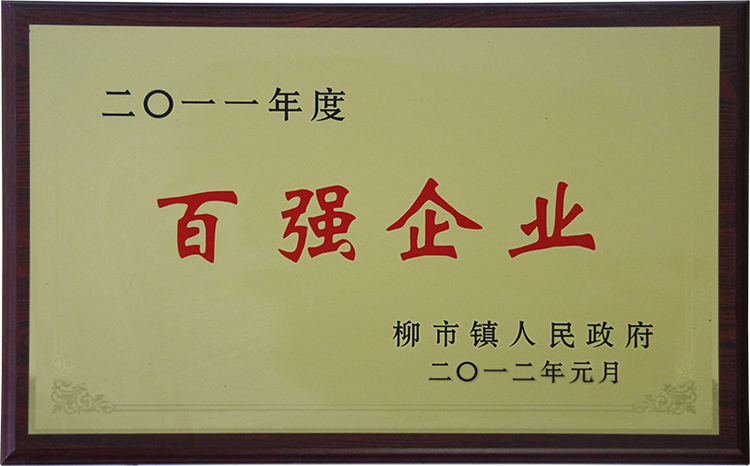 二〇一一年度
百强企业
柳市镇人民政府
二〇一二年元月